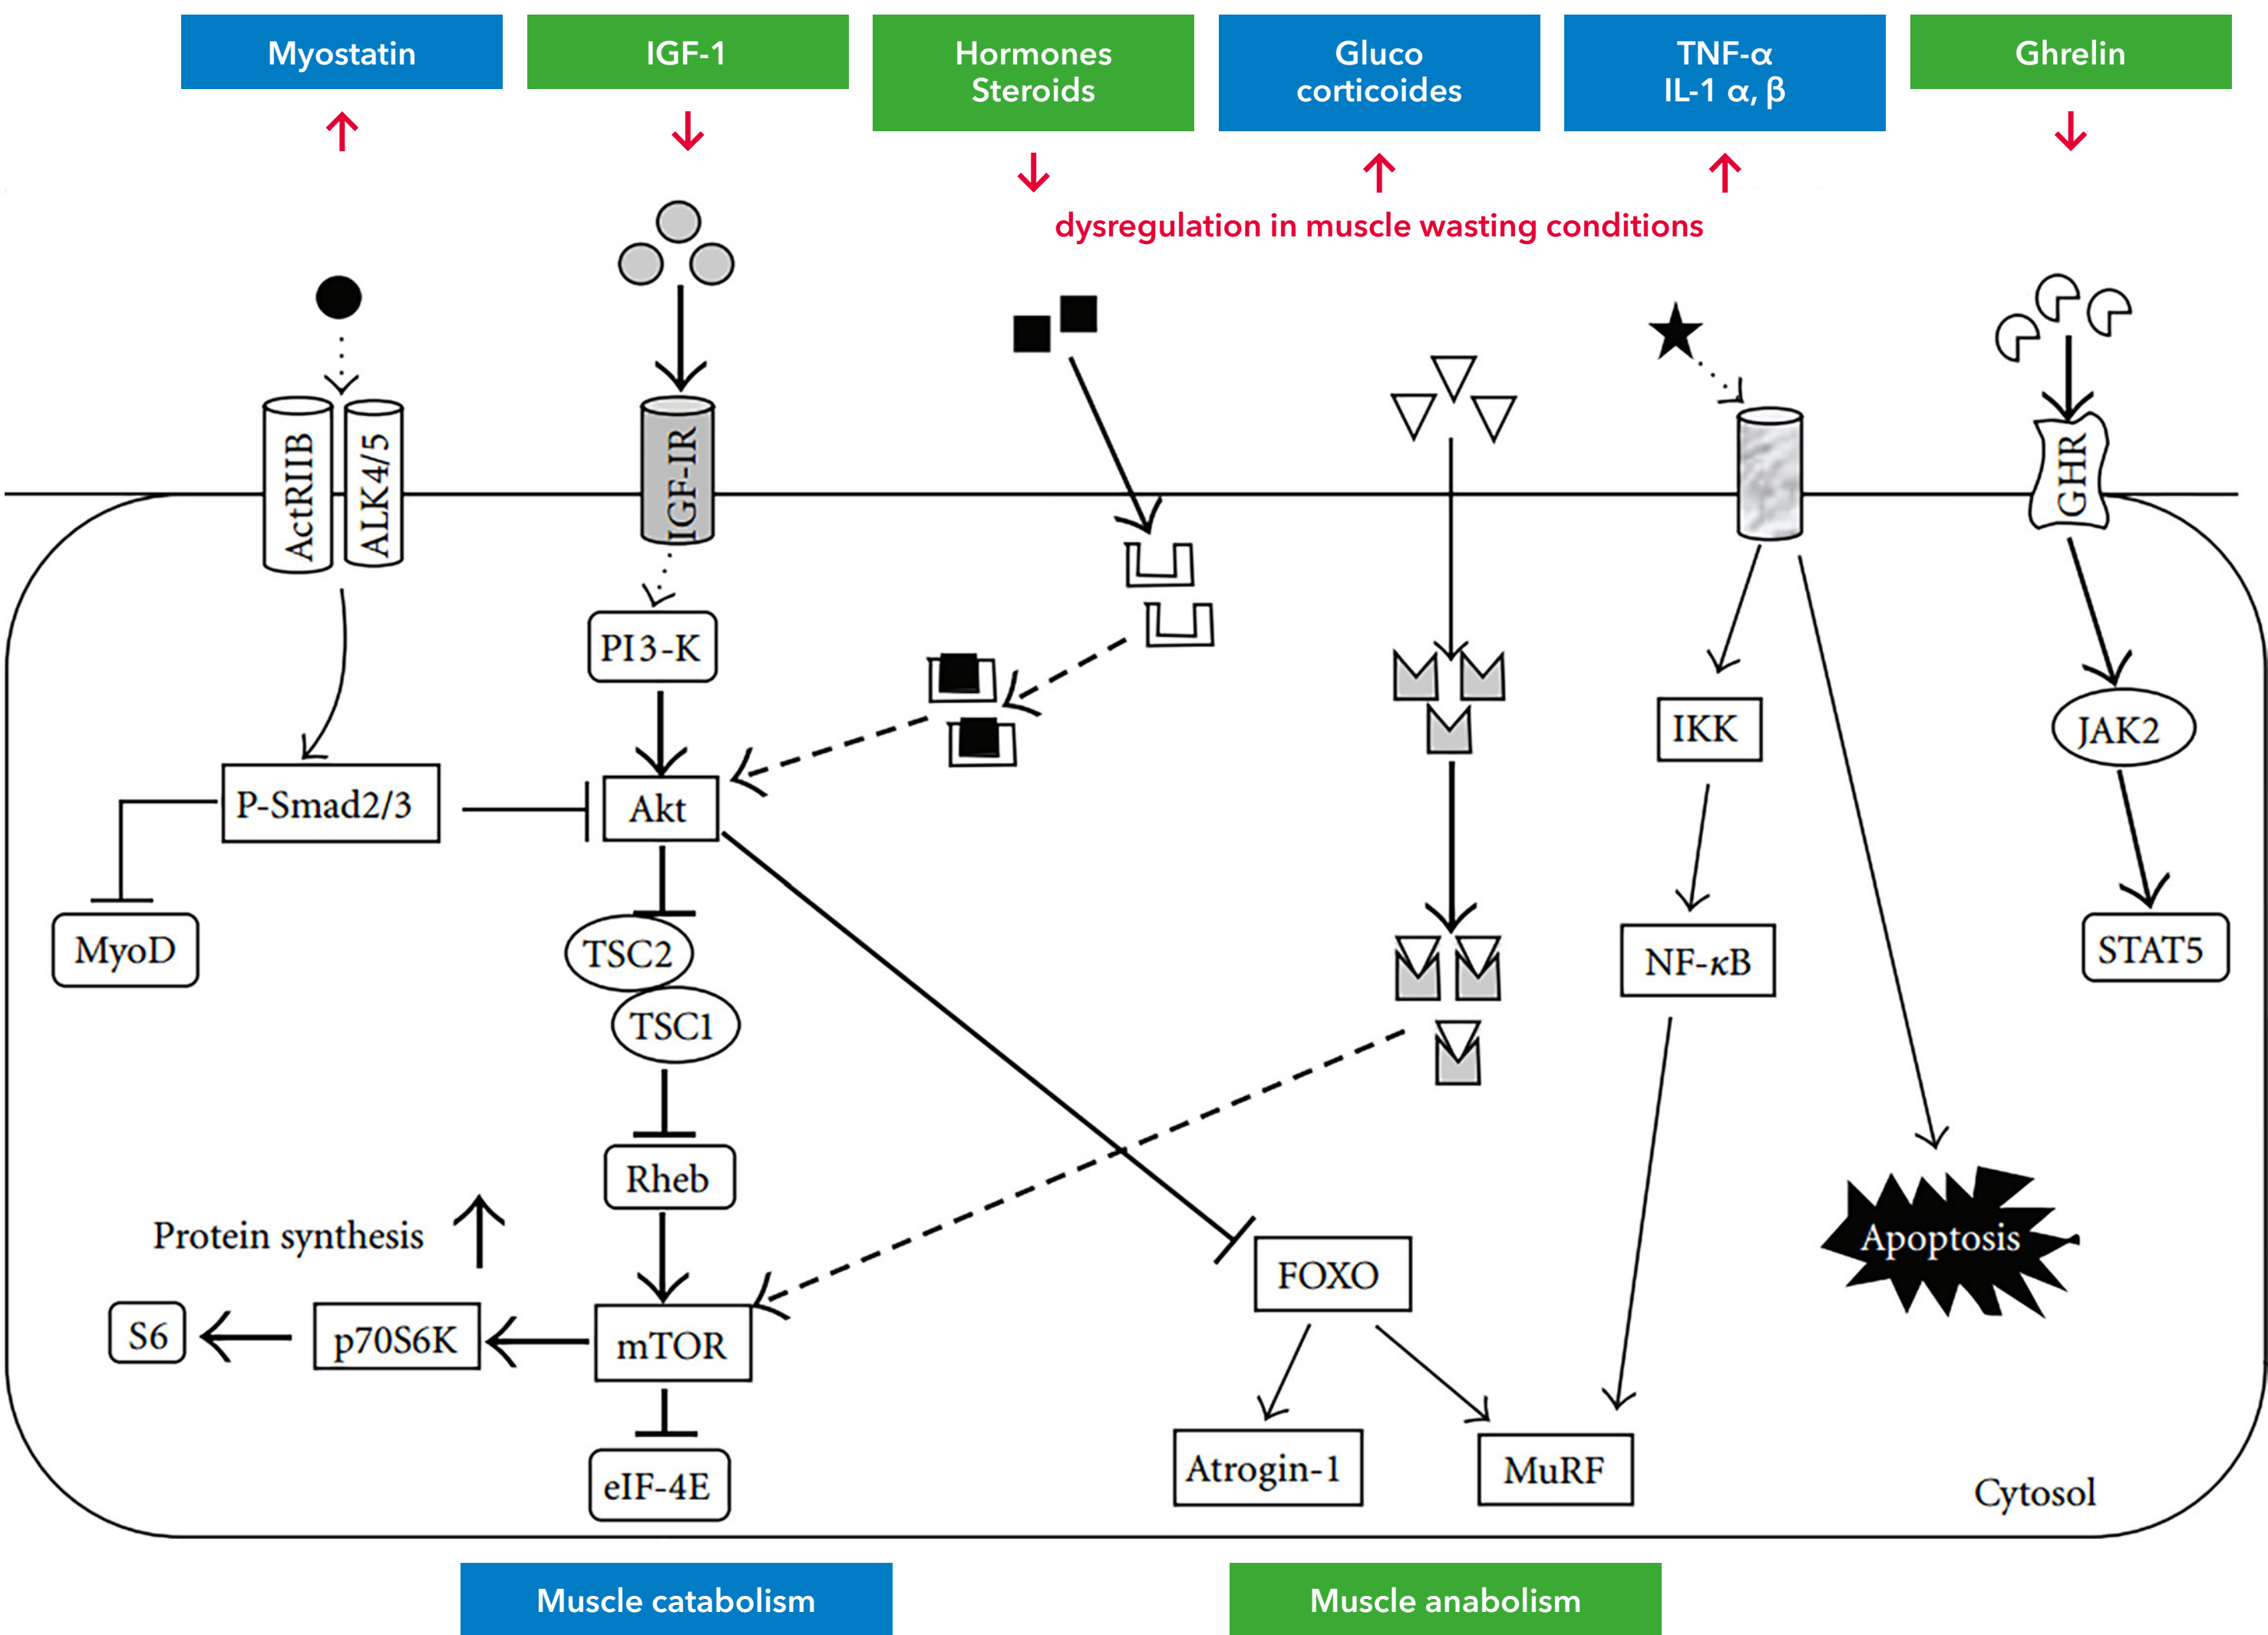 Myostatin
IGF-1
Hormones
Steroids
Gluco
corticoides
TNF-α
IL-1 α, β
Ghrelin
dysregulation in muscle wasting conditions
ActRIIB
ALK4/5
IGF-IR
GHR
PI3-K
IKK
JAK2
P-Smad2/3
Akt
MyoD
TSC2
NF-κB
STAT5
TSC1
Rheb
Protein synthesis
Apoptosis
FOXO
S6
p70S6K
mTOR
Atrogin-1
MuRF
eIF-4E
Cytosol
Muscle catabolism
Muscle anabolism